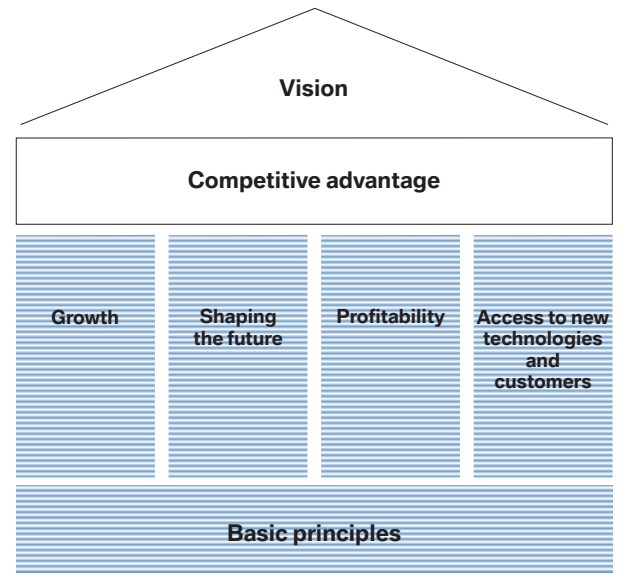 Vision
Competitive advantage
Growth
Shaping
the future
Profitability
Access to new
technologies
and
customers
Basic principles